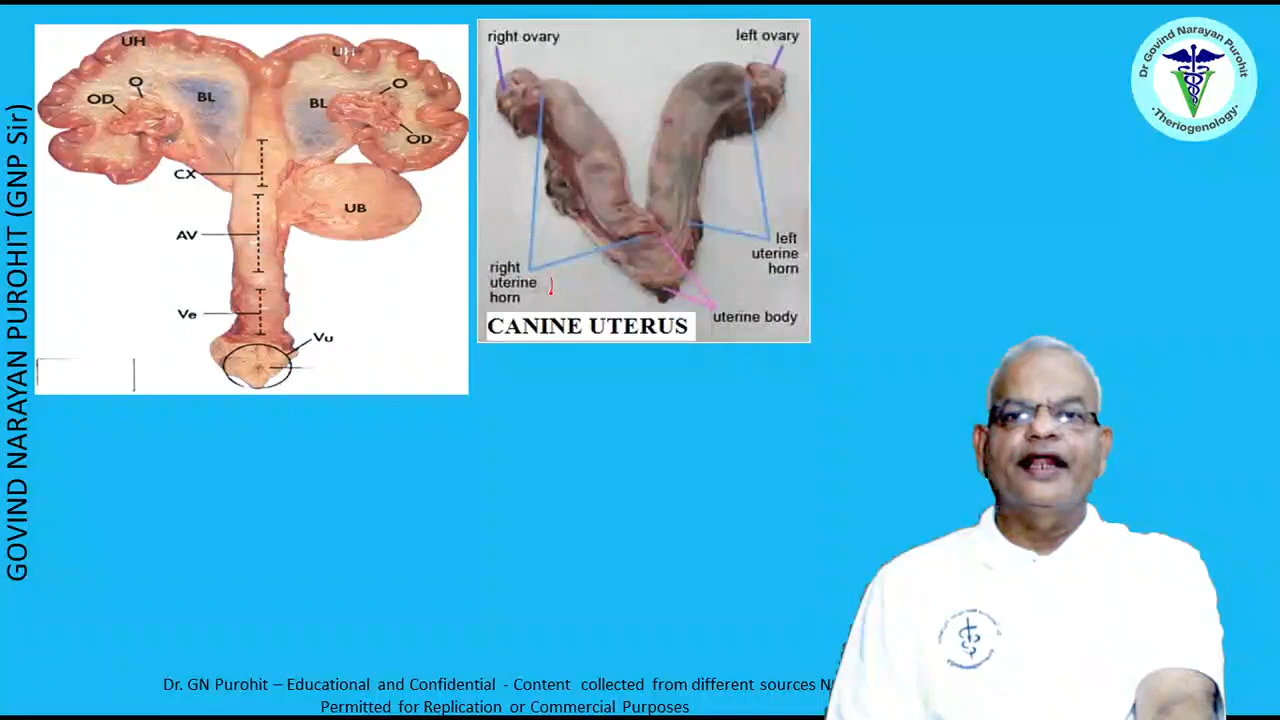 GOVIND NARAYAN PUROHIT (GNP Sir)
UH
UH
O
O
OD
BL
BL
OD
CX
UB
AV
Ve
Vu
right ovary
left ovary
right
uterine
horn
left
uterine
horn
uterine body
CANINE UTERUS
Dr Govind Narayan Purohit
Theriogenology
Dr. GN Purohit – Educational and Confidential - Content collected from different sources
Permitted for Replication or Commercial Purposes